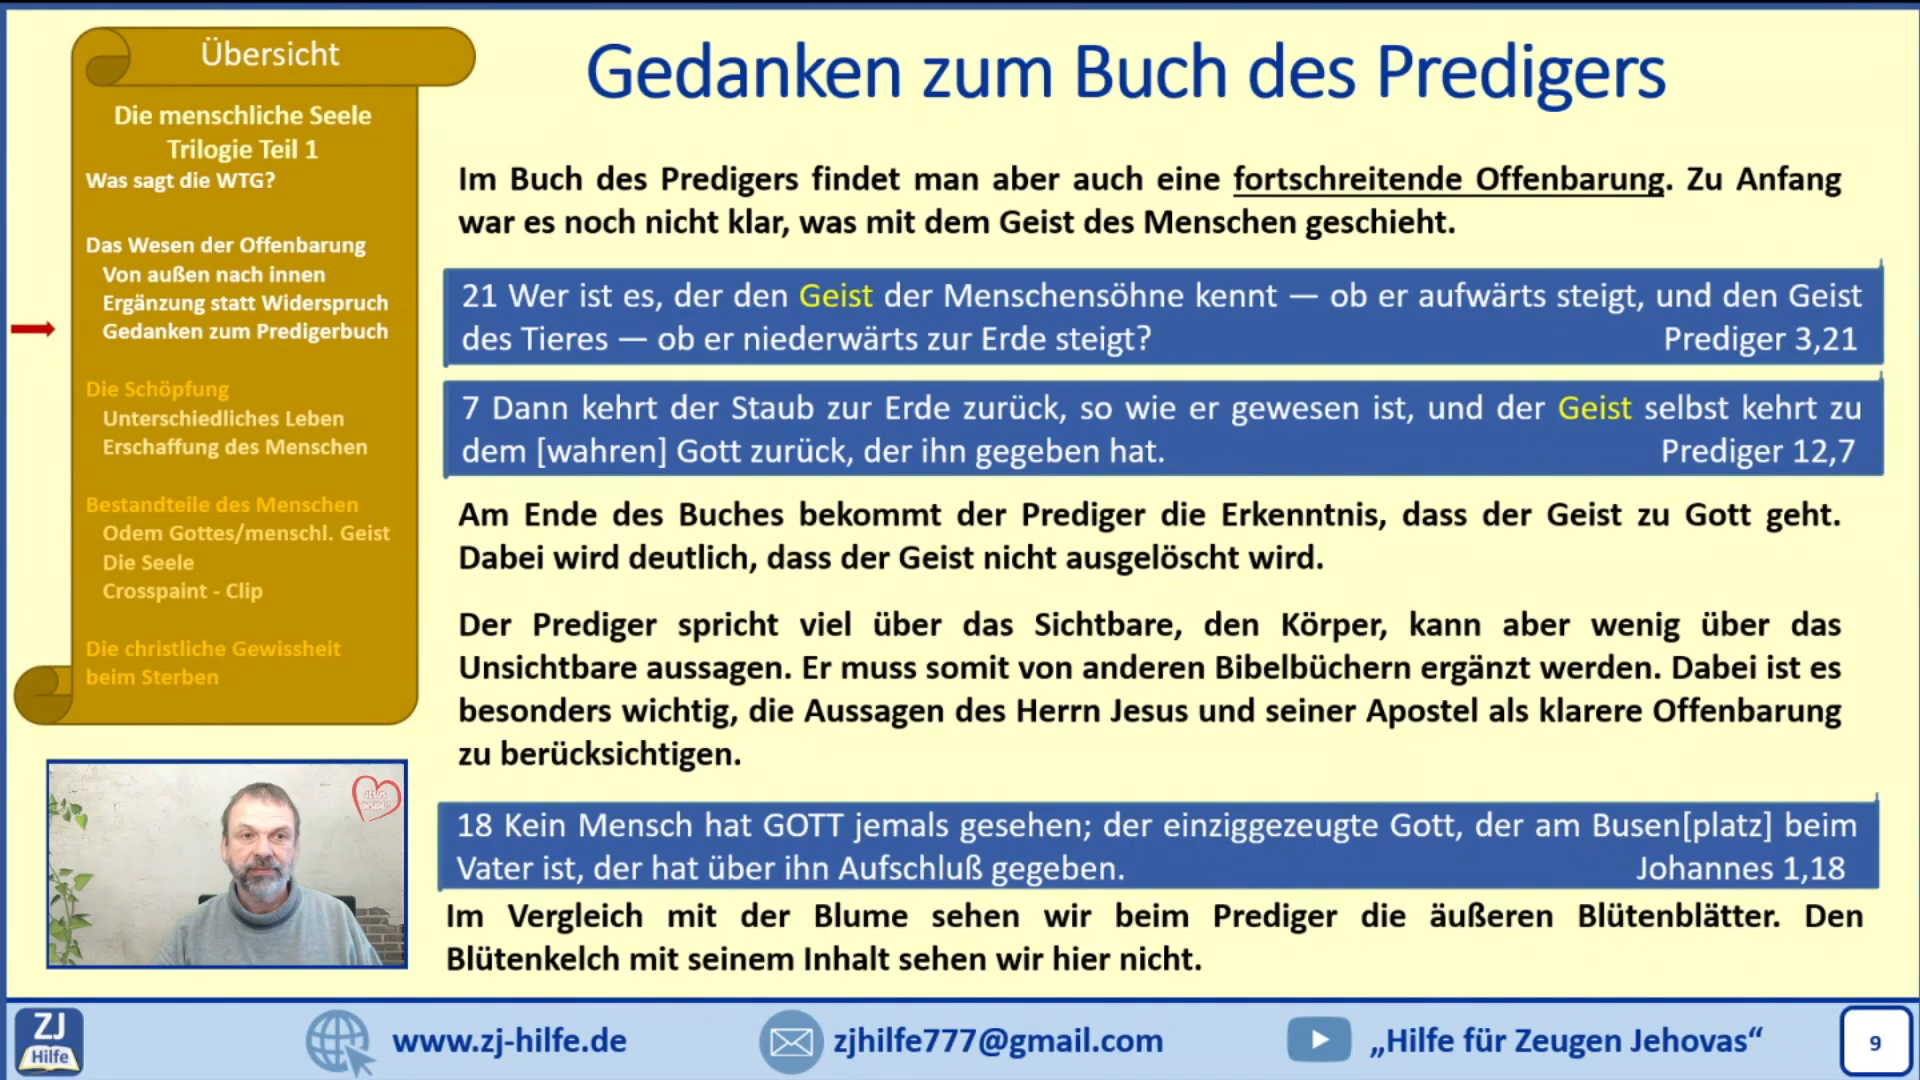 Übersicht
Die menschliche Seele
Trilogie Teil 1
Was sagt die WTG?
Das Wesen der Offenbarung
Von außen nach innen
Ergänzung statt Widerspruch
Gedanken zum Predigerbuch
Die Schöpfung
Unterschiedliches Leben
Erschaffung des Menschen
Bestandteile des Menschen
Odem Gottes/menschl. Geist
Die Seele
Crosspaint - Clip
Die christliche Gewissheit
beim Sterben
Gedanken zum Buch des Predigers
Im Buch des Predigers findet man aber auch eine fortschreitende Offenbarung. Zu Anfang
war es noch nicht klar, was mit dem Geist des Menschen geschieht.
21 Wer ist es, der den Geist der Menschensöhne kennt — ob er aufwärts steigt, und den Geist
des Tieres — ob er niederwärts zur Erde steigt? Prediger 3,21
7 Dann kehrt der Staub zur Erde zurück, so wie er gewesen ist, und der Geist selbst kehrt zu
dem [wahren] Gott zurück, der ihn gegeben hat. Prediger 12,7
Am Ende des Buches bekommt der Prediger die Erkenntnis, dass der Geist zu Gott geht.
Dabei wird deutlich, dass der Geist nicht ausgelöscht wird.
Der Prediger spricht viel über das Sichtbare, den Körper, kann aber wenig über das
Unsichtbare aussagen. Er muss somit von anderen Bibelbüchern ergänzt werden. Dabei ist es
besonders wichtig, die Aussagen des Herrn Jesus und seiner Apostel als klarere Offenbarung
zu berücksichtigen.
18 Kein Mensch hat GOTT jemals gesehen; der einziggezeugte Gott, der am Busen[platz] beim
Vater ist, der hat über ihn Aufschluß gegeben. Johannes 1,18
Im Vergleich mit der Blume sehen wir beim Prediger die äußeren Blütenblätter. Den
Blütenkelch mit seinem Inhalt sehen wir hier nicht.
ZJ
Hilfe
www.zj-hilfe.de
zjhilfe777@gmail.com
„Hilfe für Zeugen Jehovas“
9